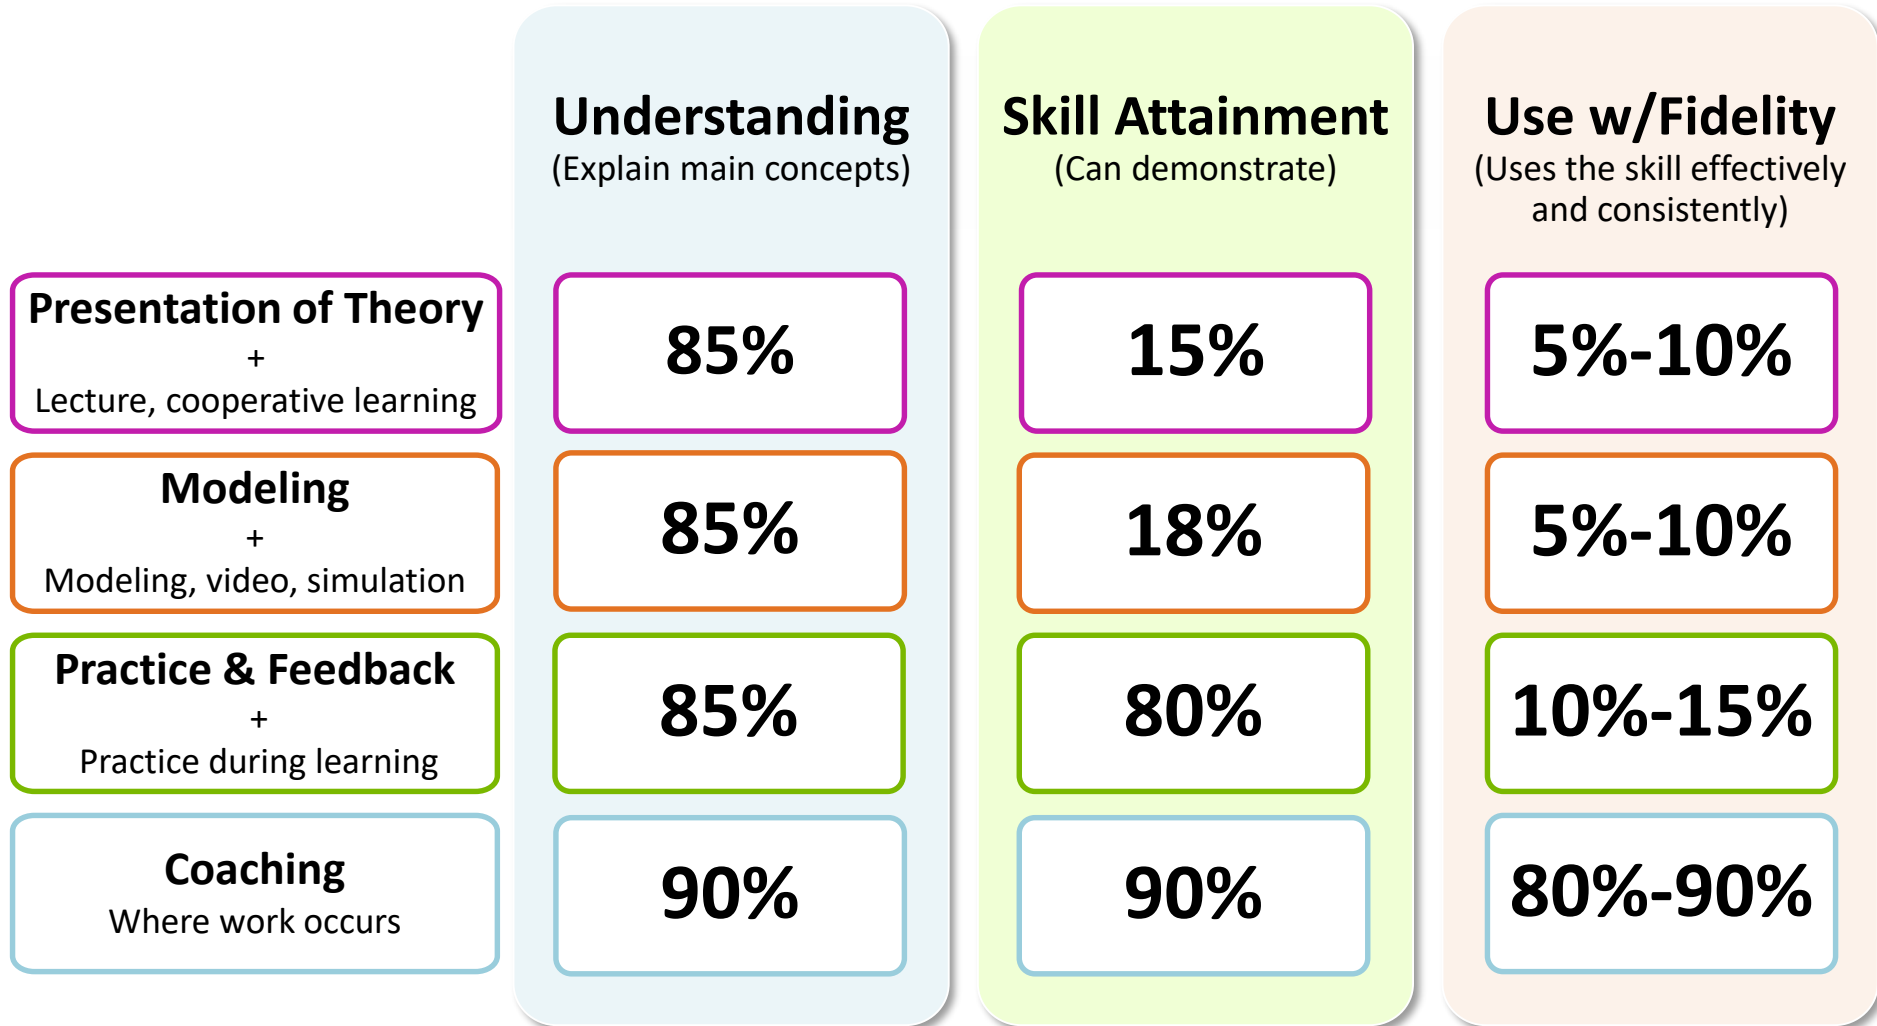 Understanding
(Explain main concepts)
Skill Attainment
(Can demonstrate)
Use w/Fidelity
(Uses the skill effectively
and consistently)
Presentation of Theory
+
Lecture, cooperative learning
85%
15%
5%-10%
Modeling
+
Modeling, video, simulation
85%
18%
5%-10%
Practice & Feedback
+
Practice during learning
85%
80%
10%-15%
Coaching
Where work occurs
90%
90%
80%-90%